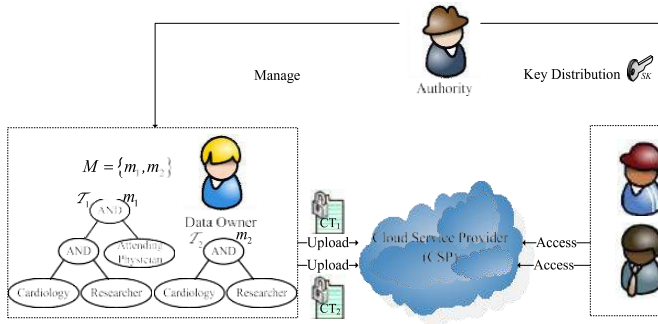 Authority
Manage
Key Distribution
SK
M = {m1, m2}
Data Owner
T1 m1
AND
AND
Attending
Physician
Cardiology
Researcher
T2 m2
AND
Cardiology
Researcher
CT1
Upload
Upload
CT2
Cloud Service Provider
(CSP)
Access
Access